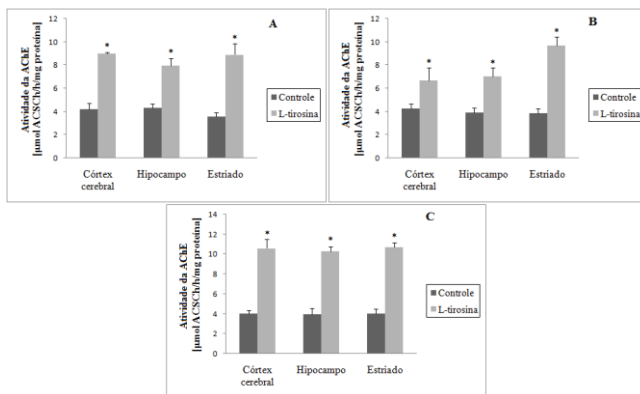 A
Atividade da AChE
[µmol ACSCh/h/mg proteína]
12
10
8
6
4
2
0
*
*
*
Córtex
cerebral
Hipocampo
Estriado
Controle
L-tirosina
B
Atividade da AChE
[µmol ACSCh/h/mg proteína]
12
10
8
6
4
2
0
*
*
*
Córtex
cerebral
Hipocampo
Estriado
Controle
L-tirosina
C
Atividade da AChE
[µmol ACSCh/h/mg proteína]
14
12
10
8
6
4
2
0
*
*
*
Córtex
cerebral
Hipocampo
Estriado
Controle
L-tirosina